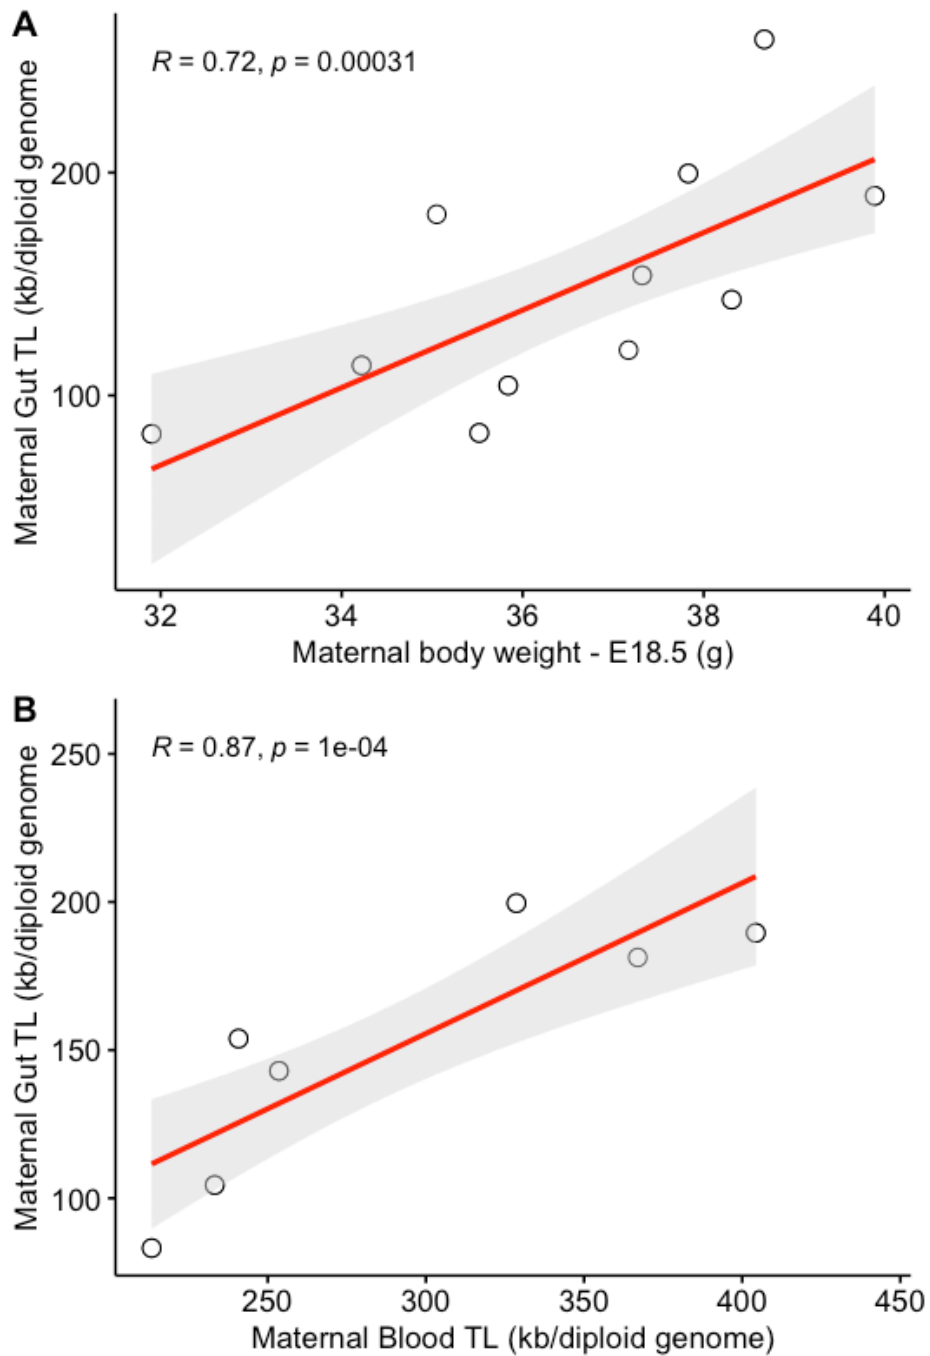 A
R = 0.72, p = 0.00031
Maternal Gut TL (kb/diploid genome
200
100
32 34 36 38 40
Maternal body weight - E18.5 (g)
B
R = 0.87, p = 1e-04
Maternal Gut TL (kb/diploid genome
250
200
150
100
250 300 350 400 450
Maternal Blood TL (kb/diploid genome)